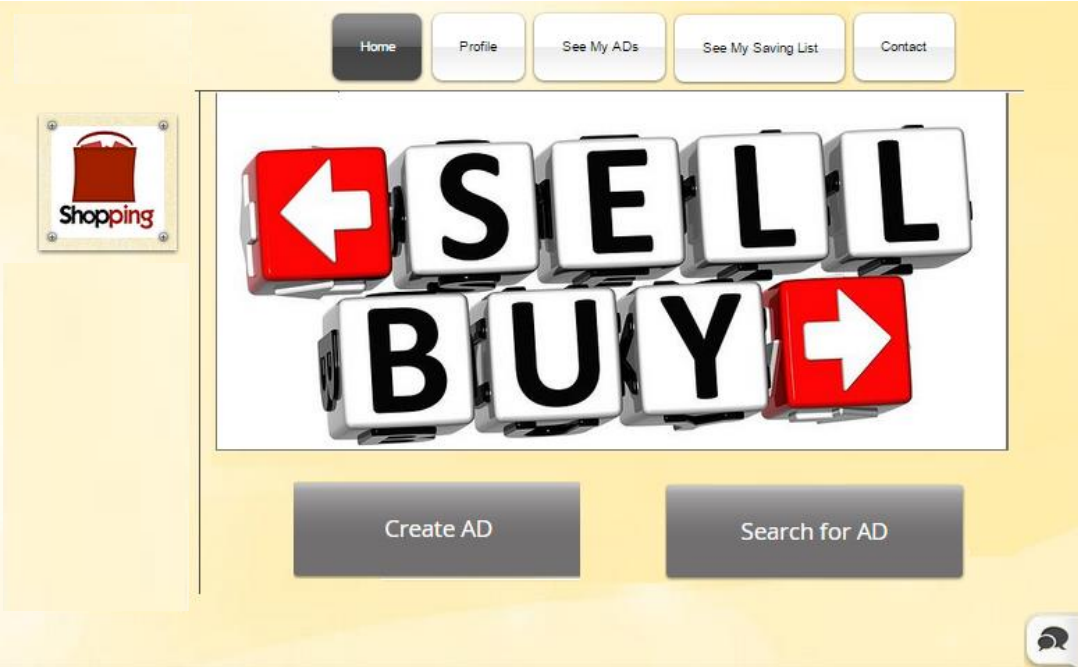 Home
Profile
See My ADs
See My Saving List
Contact
Shopping
SELL
BUY
Create AD
Search for AD